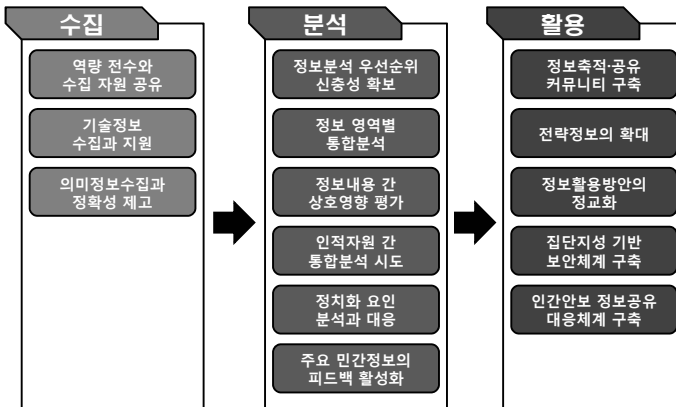 수집
역량 전수와
수집 자원 공유
기술정보
수집과 지원
의미정보수집과
정확성 제고
분석
정보분석 우선순위
신충성 확보
정보 영역별
통합분석
정보내용 간
상호영향 평가
인적자원 간
통합분석 시도
정치화 요인
분석과 대응
주요 민간정보의
피드백 활성화
활용
정보축적·공유
커뮤니티 구축
전략정보의 확대
정보활용방안의
정교화
집단지성 기반
보안체계 구축
인간안보 정보공유
대응체계 구축